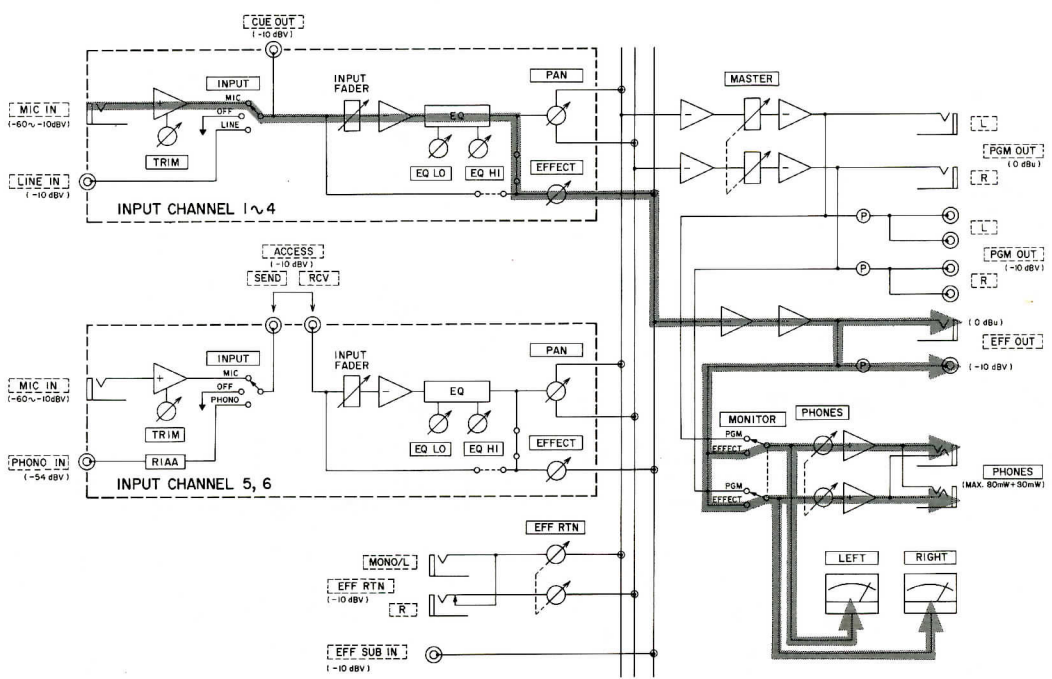 CUE OUT
(-10 dBV)
MIC IN
(-60~-10dBV)
LINE IN
(-10 dBV)
INPUT
MIC
OFF
LINE
TRIM
INPUT
FADER
EQ
EQ LO
EQ HI
PAN
EFFECT
INPUT CHANNEL 1~4
MASTER
L
PGM OUT
(0 dBu)
R
P
L
PGM OUT
(-10 dBV)
P
R
(0 dBu)
EFF OUT
P
(-10 dBV)
ACCESS
(-10 dBV)
SEND
RCV
MIC IN
(-60~-10dBV)
PHONO IN
(-54 dBV)
INPUT
MIC
OFF
PHONO
TRIM
RIAA
INPUT
FADER
EQ
EQ LO
EQ HI
PAN
EFFECT
INPUT CHANNEL 5, 6
MONITOR
PHONES
PGM
EFFECT
PGM
EFFECT
PHONES
(MAX. 80mW+80mW)
LEFT
RIGHT
EFF RTN
MONO/L
EFF RTN
(-10 dBV)
R
EFF SUB IN
(-10 dBV)